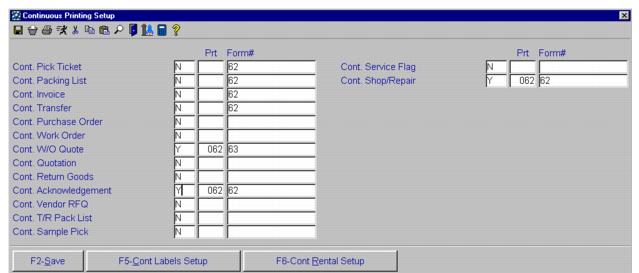 Continuous Printing Setup
Prt Form# Prt Form#
Cont. Pick Ticket N 62 Cont. Service Flag N
Cont. Packing List N 62 Cont. Shop/Repair Y 062 62
Cont. Invoice N 62
Cont. Transfer N 62
Cont. Purchase Order N
Cont. Work Order N
Cont. W/O Quote Y 062 63
Cont. Quotation N
Cont. Return Goods N
Cont. Acknowledgement Y 062 62
Cont. Vendor RFQ N
Cont. T/R Pack List N
Cont. Sample Pick N
F2-Save F5-Cont Labels Setup F6-Cont Rental Setup